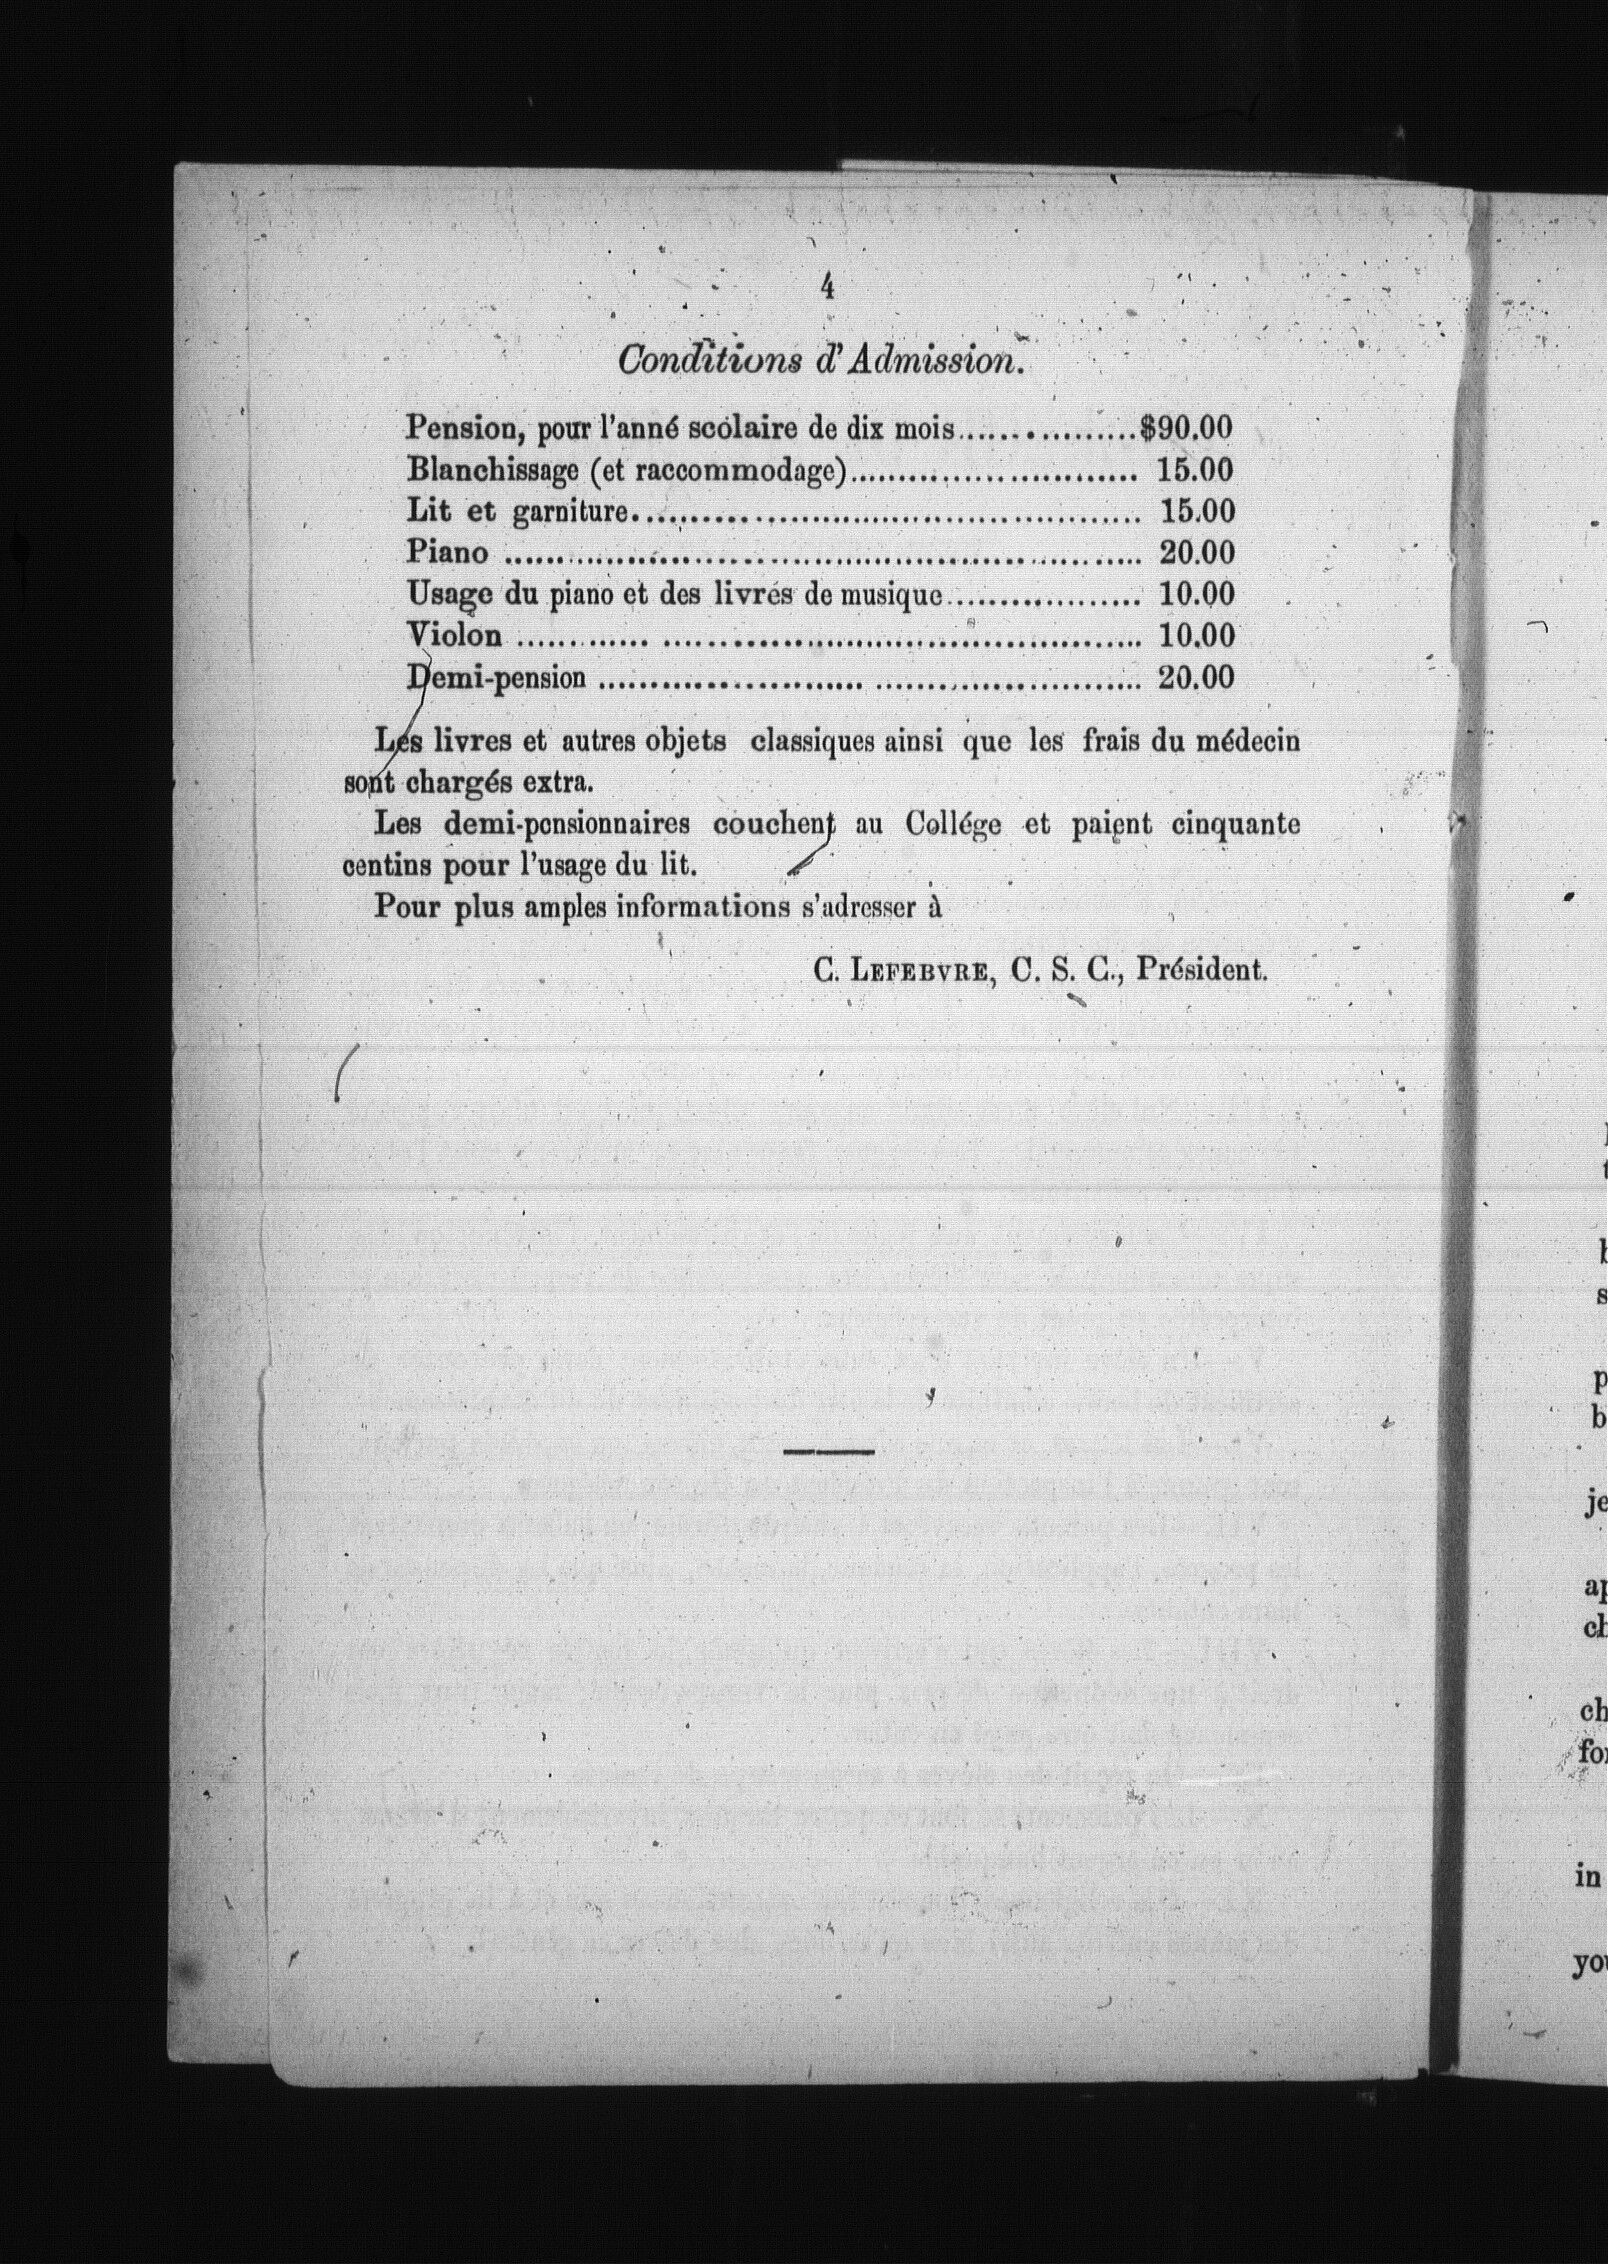 4
Conditions d'Admission.
Pension, pour l'anné scolaire de dix mois................$90.00
Blanchissage (et raccommodage)........................... 15.00
Lit et garniture............................................... 15.00
Piano .......................................................... 20.00
Usage du piano et des livres de musique.................. 10.00
Violon ......................................................... 10.00
Demi-pension .................................................. 20.00
Les livres et autres objets classiques ainsi que les frais du médecin
sont chargés extra.
Les demi-pensionnaires couchent au Collége et paient cinquante
centins pour l'usage du lit.
Pour plus amples informations s'adresser à
C. LEFEBVRE, C. S. C., Président.